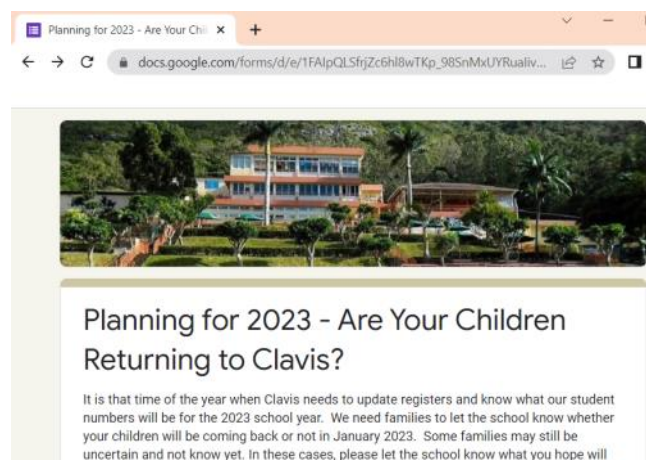 Planning for 2023 - Are Your Chil
docs.google.com/forms/d/e/1FAIpQLSfrjZc6hl8wTKp_98SnMxUYRualiv...
Planning for 2023 - Are Your Children
Returning to Clavis?
It is that time of the year when Clavis needs to update registers and know what our student
numbers will be for the 2023 school year. We need families to let the school know whether
your children will be coming back or not in January 2023. Some families may still be
uncertain and not know yet. In these cases, please let the school know what you hope will